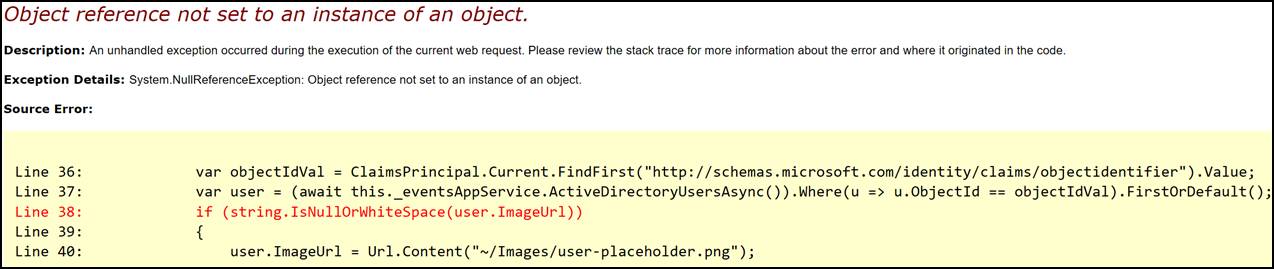 Object reference not set to an instance of an object.
Description: An unhandled exception occurred during the execution of the current web request. Please review the stack trace for more information about the error and where it originated in the code.
Exception Details: System.NullReferenceException: Object reference not set to an instance of an object.
Source Error:
Line 36: var objectIdVal = ClaimsPrincipal.Current.FindFirst("http://schemas.microsoft.com/identity/claims/objectidentifier").Value;
Line 37: var user = (await this._eventsAppService.ActiveDirectoryUsersAsync()).Where(u => u.ObjectId == objectIdVal).FirstOrDefault();
Line 38: if (string.IsNullOrWhiteSpace(user.ImageUrl))
Line 39: {
Line 40: user.ImageUrl = Url.Content("~/Images/user-placeholder.png");